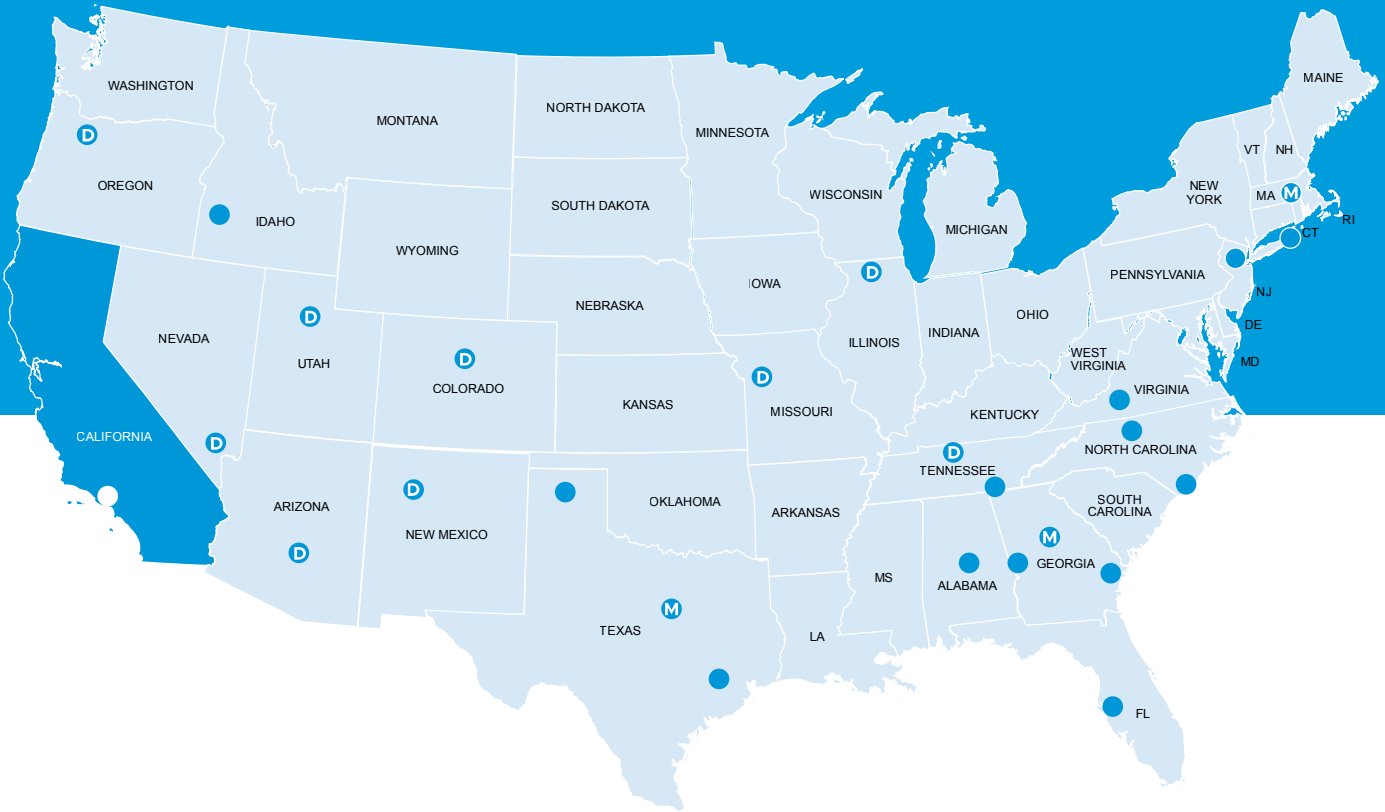 MAINE
WASHINGTON
NORTH DAKOTA
MONTANA
MINNESOTA
D
VT
NH
OREGON
WISCONSIN
NEW
YORK
MA
M
SOUTH DAKOTA
RI
IDAHO
MICHIGAN
CT
WYOMING
D
PENNSYLVANIA
IOWA
NJ
NEBRASKA
D
OHIO
DE
NEVADA
INDIANA
ILLINOIS
WEST
VIRGINIA
MD
UTAH
D
COLORADO
D
MISSOURI
VIRGINIA
KANSAS
KENTUCKY
CALIFORNIA
D
D
TENNESSEE
NORTH CAROLINA
D
ARIZONA
OKLAHOMA
ARKANSAS
SOUTH
CAROLINA
NEW MEXICO
M
D
GEORGIA
MS
ALABAMA
M
TEXAS
LA
FL